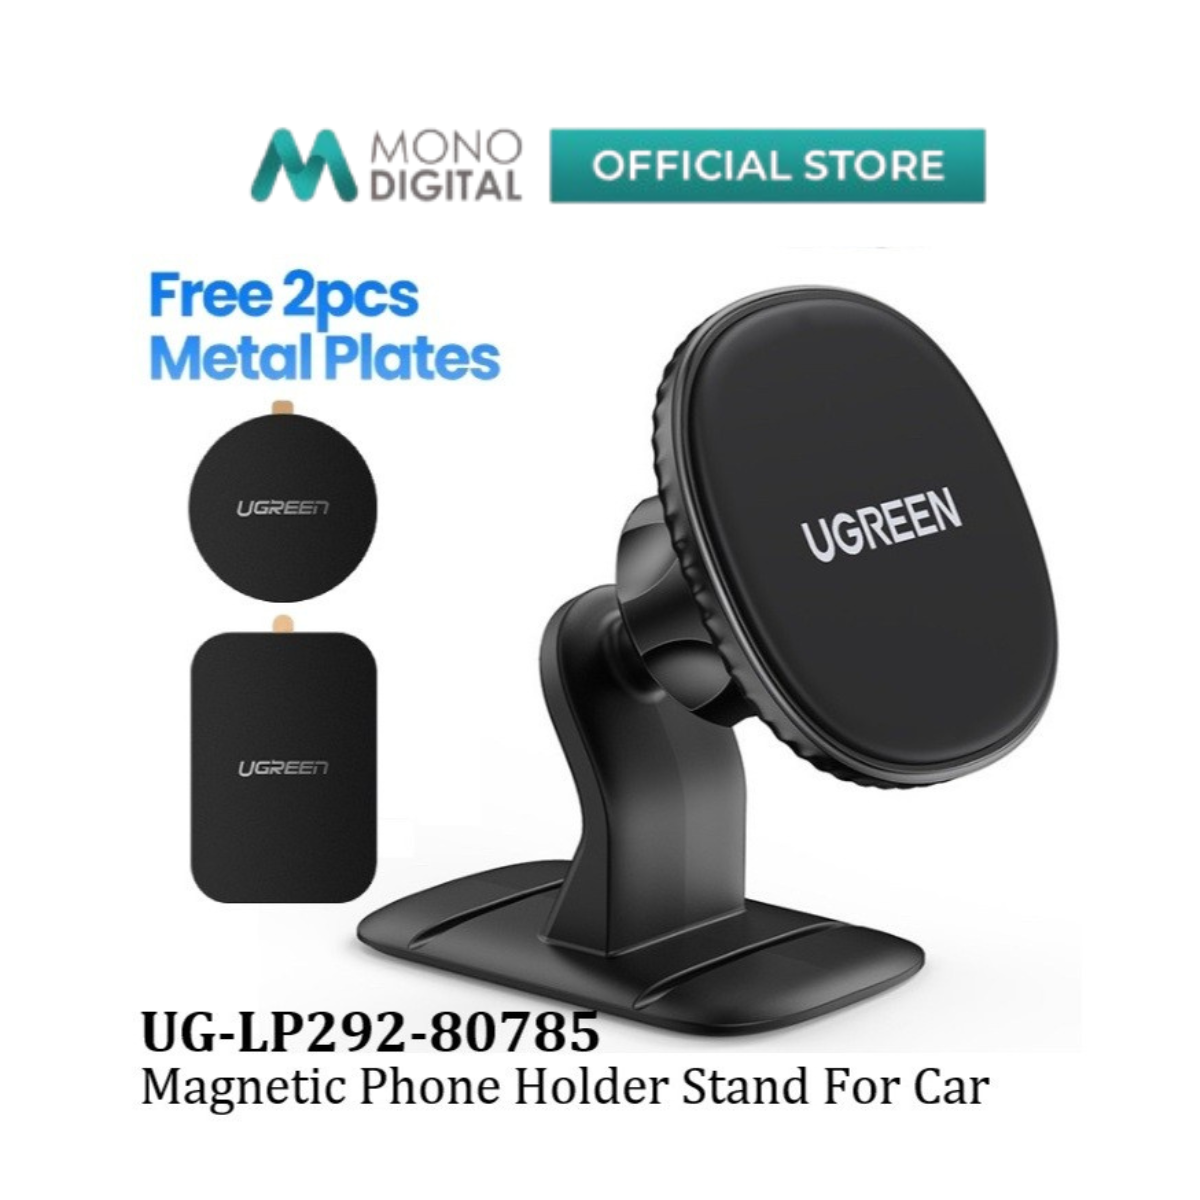 MONO
DIGITAL
OFFICIAL STORE
Free 2pcs
Metal Plates
UGREEN
UGREEN
UGREEN
UG-LP292-80785
Magnetic Phone Holder Stand For Car